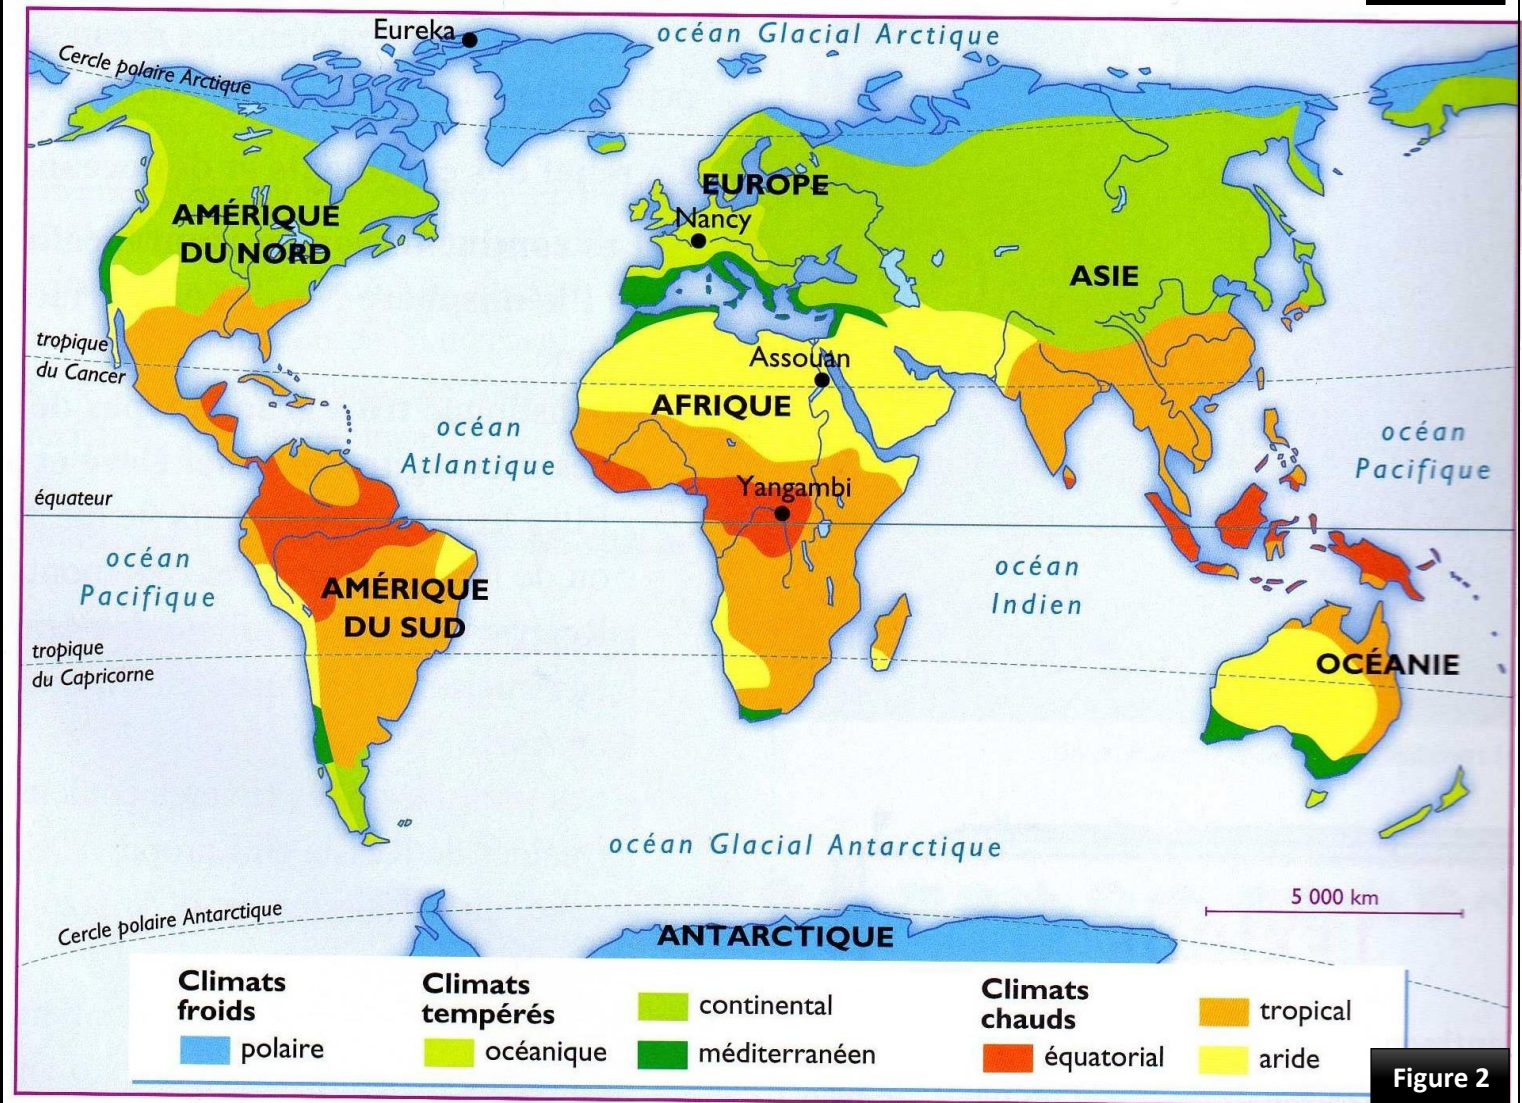 Eureka
océan Glacial Arctique
Cercle polaire Arctique
EUROPE
AMÉRIQUE
DU NORD
Nancy
ASIE
tropique
du Cancer
Assouan
AFRIQUE
océan
Atlantique
océan
Pacifique
équateur
Yangambi
océan
Pacifique
océan
Indien
AMÉRIQUE
DU SUD
tropique
du Capricorne
OCÉANIE
océan Glacial Antarctique
5 000 km
Cercle polaire Antarctique
ANTARCTIQUE
Climats
froids
polaire
Climats
tempérés
océanique
continental
méditerranéen
Climats
chauds
équatorial
tropical
aride
Figure 2